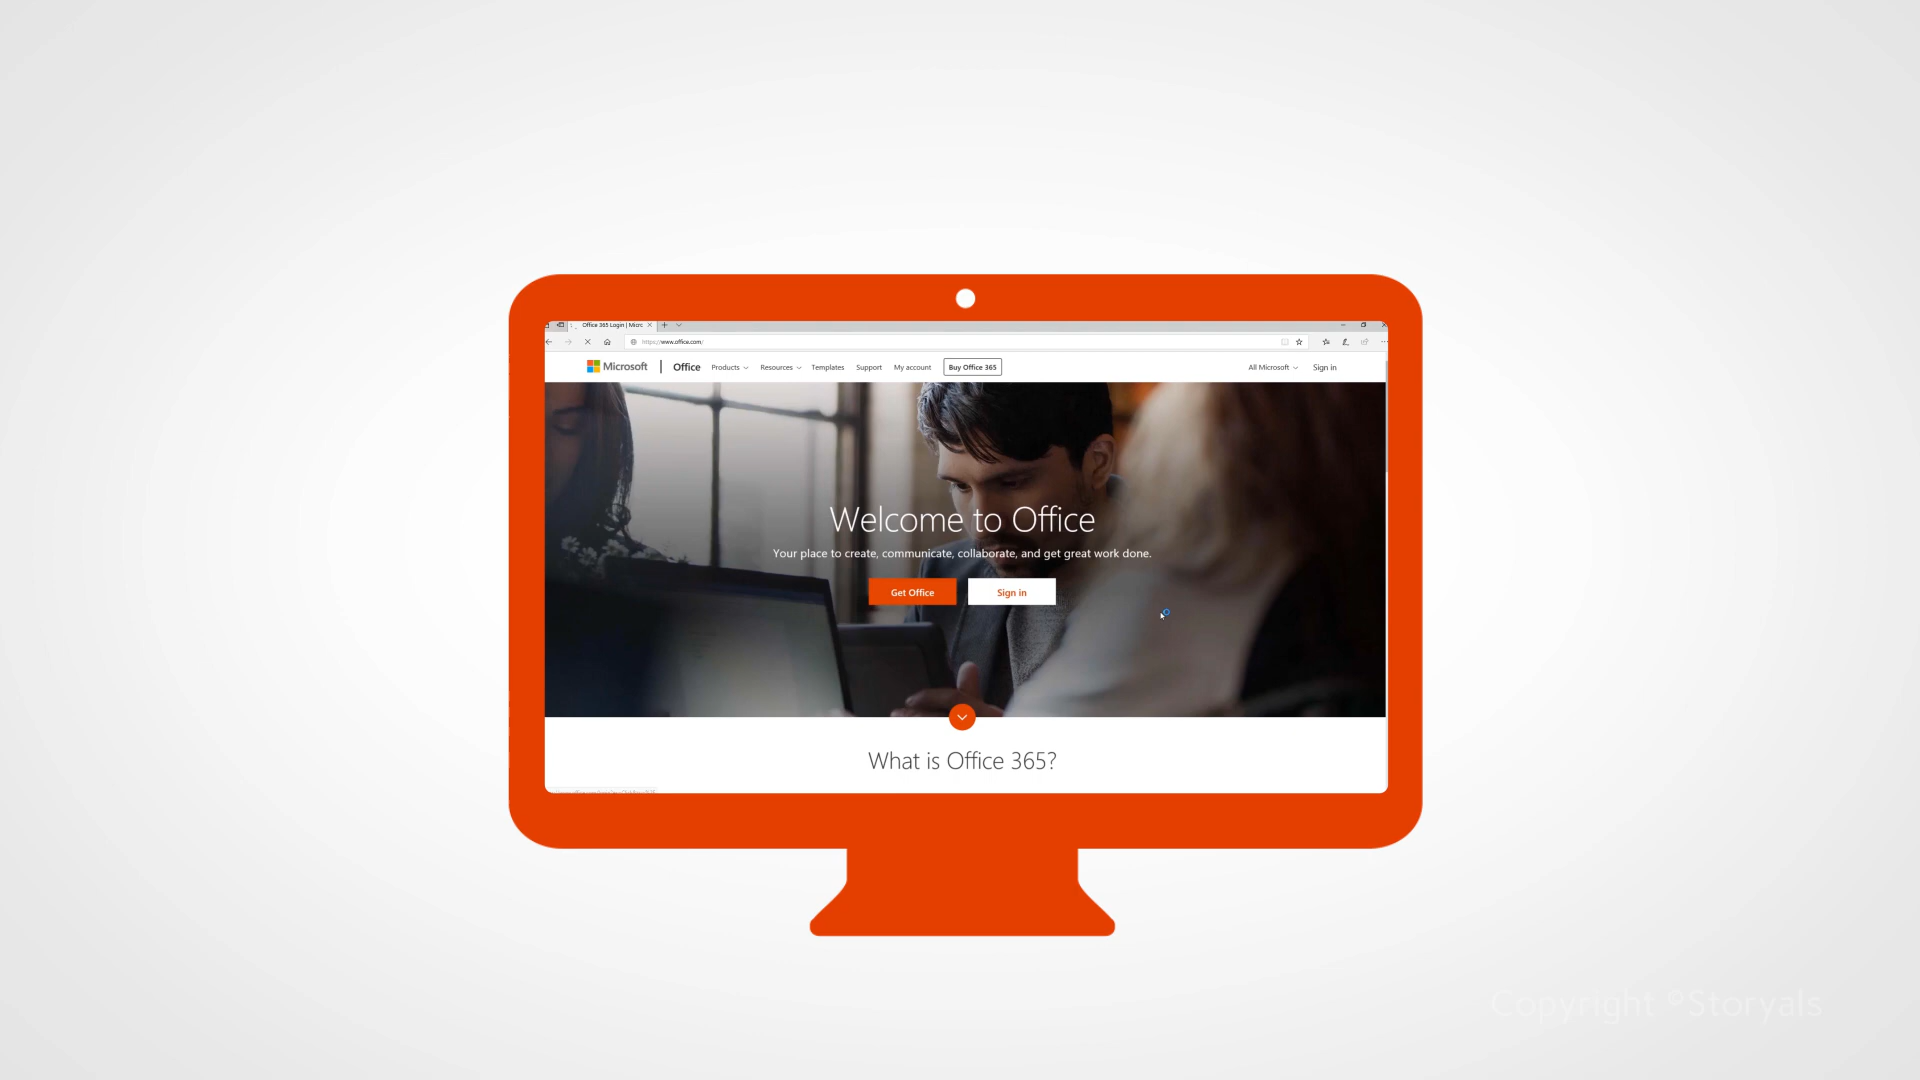 Office 365 Login | Micrc
https://www.office.com/
Microsoft | Office Products Resources Templates Support My account Buy Office 365 All Microsoft Sign in
Welcome to Office
Your place to create, communicate, collaborate, and get great work done.
Get Office Sign in
What is Office 365?
Copyright ©Storyals